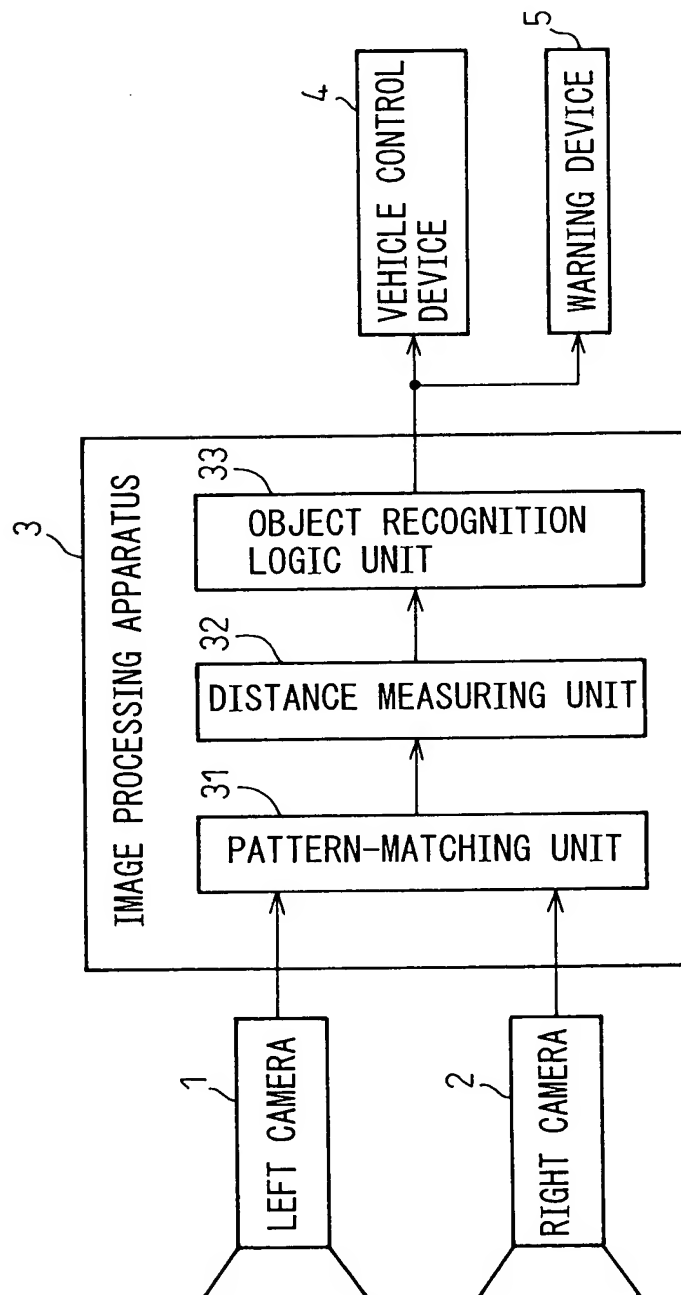 1
LEFT CAMERA
2
RIGHT CAMERA
3
IMAGE PROCESSING APPARATUS
31
PATTERN-MATCHING UNIT
32
DISTANCE MEASURING UNIT
33
OBJECT RECOGNITION
LOGIC UNIT
4
VEHICLE CONTROL
DEVICE
5
WARNING DEVICE